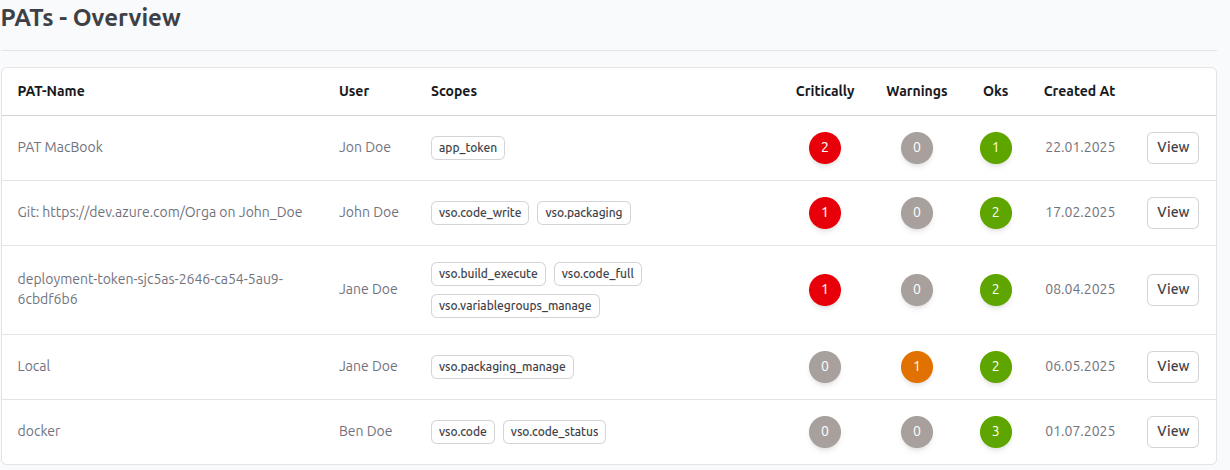 PATs - Overview
PAT-Name User Scopes Critically Warnings Oks Created At
PAT MacBook Jon Doe app_token 2 0 1 22.01.2025 View
Git: https://dev.azure.com/Orga on John_Doe John Doe vso.code_write vso.packaging 1 0 2 17.02.2025 View
deployment-token-sjc5as-2646-ca54-5au9-
6cbdf6b6 Jane Doe vso.build_execute vso.code_full
vso.variablegroups_manage 1 0 2 08.04.2025 View
Local Jane Doe vso.packaging_manage 0 1 2 06.05.2025 View
docker Ben Doe vso.code vso.code_status 0 0 3 01.07.2025 View